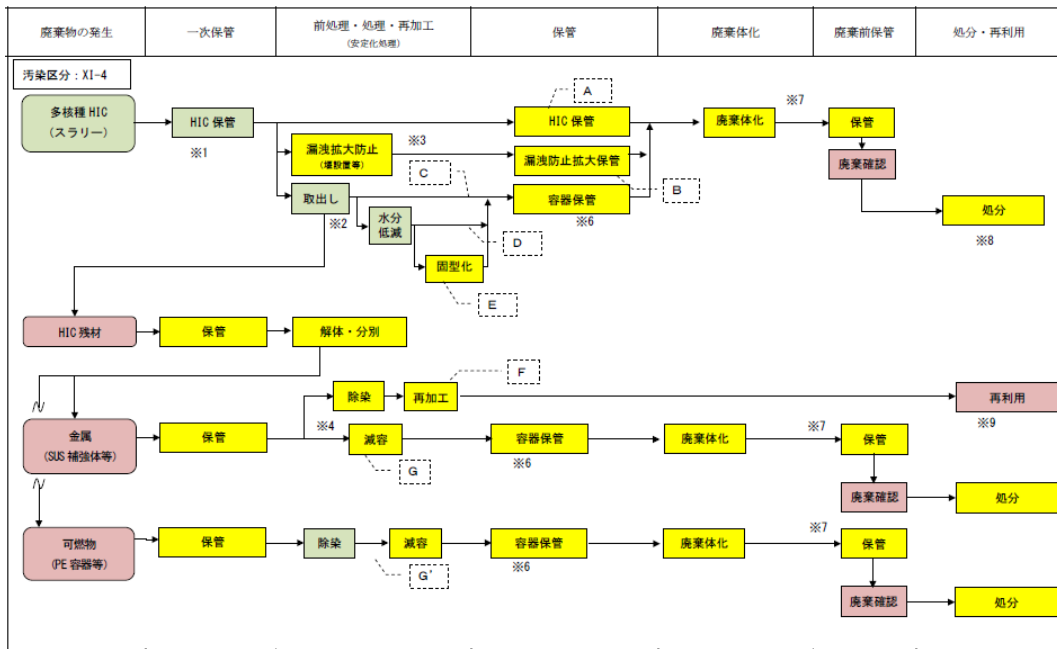 廃棄物の発生
一次保管
前処理・処理・再加工
(安定化処理)
保管
廃棄体化
廃棄前保管
処分・再利用
汚染区分：XI-4
多核種 HIC
(スラリー)
HIC 保管
※1
A
HIC 保管
廃棄体化
※7
保管
漏洩拡大防止
(堰設置等)
※3
漏洩防止拡大保管
廃棄確認
C
B
取出し
※2
容器保管
※6
水分
低減
D
処分
※8
固型化
E
HIC 残材
保管
解体・分別
F
除染
再加工
再利用
※9
金属
(SUS 補強体等)
保管
※4
減容
G
容器保管
※6
廃棄体化
※7
保管
廃棄確認
処分
可燃物
(PE 容器等)
保管
除染
減容
G'
容器保管
※6
廃棄体化
※7
保管
廃棄確認
処分